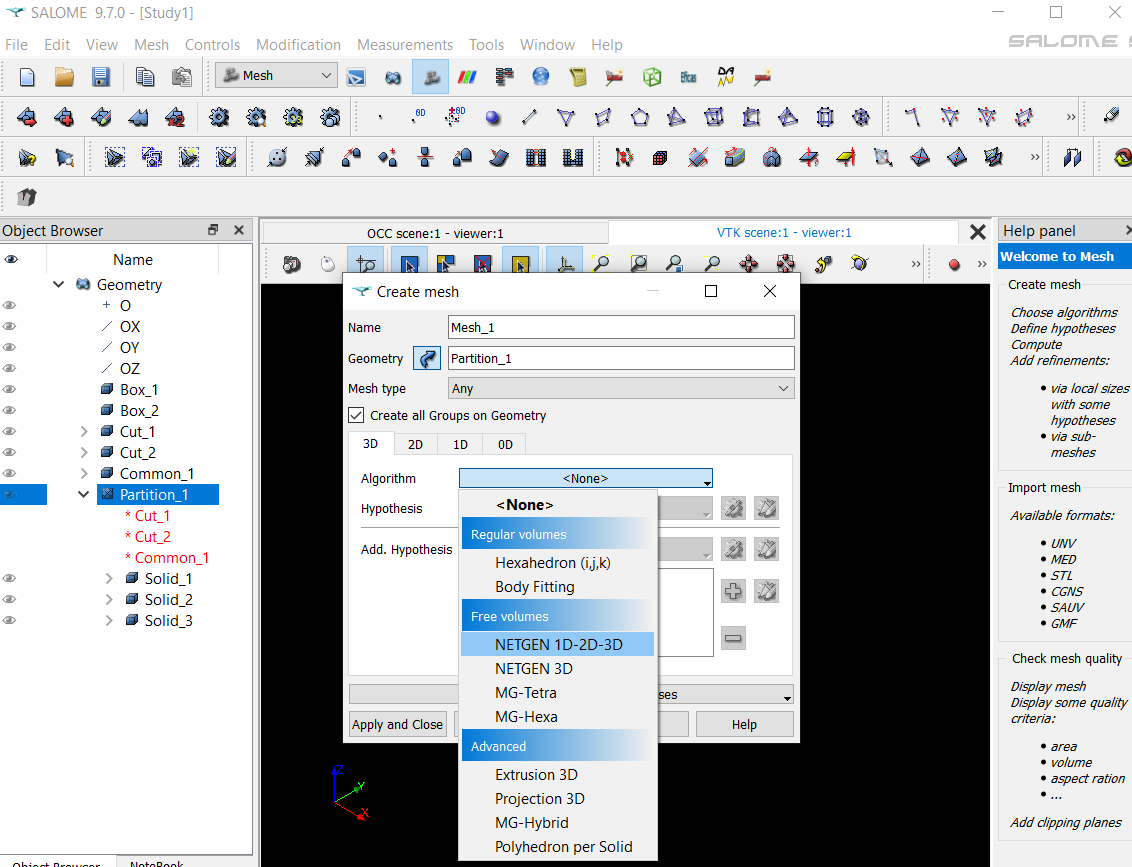 SALOME 9.7.0 - [Study1]
File Edit View Mesh Controls Modification Measurements Tools Window Help
SALOME
Mesh
Object Browser
OCC scene:1 - viewer:1
VTK scene:1 - viewer:1
Help panel
Name
Geometry
O
OX
OY
OZ
Box_1
Box_2
Cut_1
Cut_2
Common_1
Partition_1
* Cut_1
* Cut_2
* Common_1
Solid_1
Solid_2
Solid_3
Object Browser
NoteBook
Create mesh
Name Mesh_1
Geometry Partition_1
Mesh type Any
Create all Groups on Geometry
3D 2D 1D 0D
Algorithm <None>
Hypothesis
Add. Hypothesis
Apply and Close
Help
<None>
Regular volumes
Hexahedron (i,j,k)
Body Fitting
Free volumes
NETGEN 1D-2D-3D
NETGEN 3D
MG-Tetra
MG-Hexa
Advanced
Extrusion 3D
Projection 3D
MG-Hybrid
Polyhedron per Solid
Z
Y
X
Welcome to Mesh
Create mesh
Choose algorithms
Define hypotheses
Compute
Add refinements:
• via local sizes
with some
hypotheses
• via sub-
meshes
Import mesh
Available formats:
• UNV
• MED
• STL
• CGNS
• SAUV
• GMF
Check mesh quality
Display mesh
Display some quality
criteria:
• area
• volume
• aspect ration
• ...
Add clipping planes